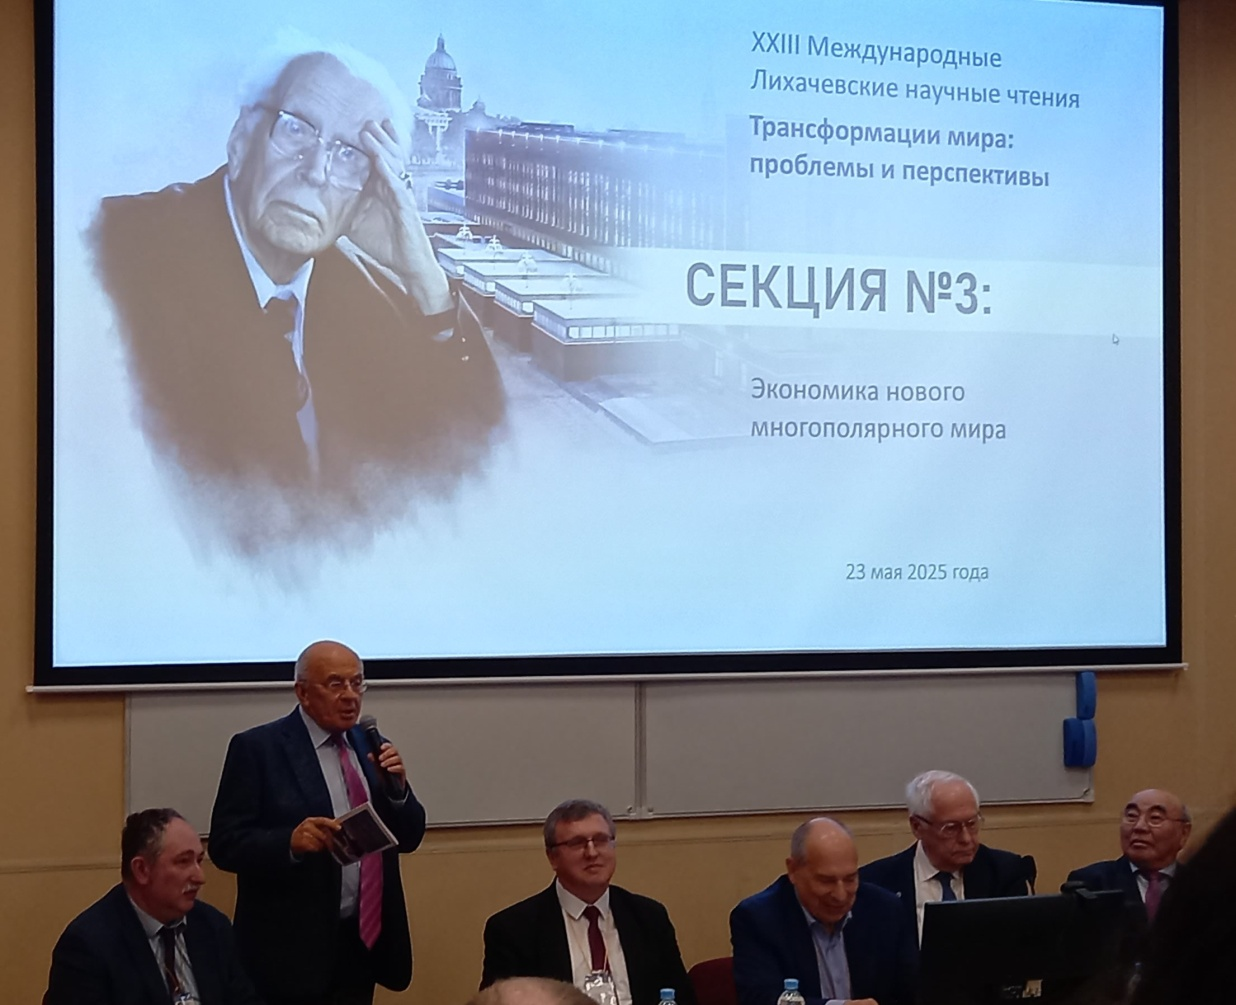 XXIII Международные
Лихачевские научные чтения
Трансформации мира:
проблемы и перспективы
СЕКЦИЯ №3:
Экономика нового
многополярного мира
23 мая 2025 года